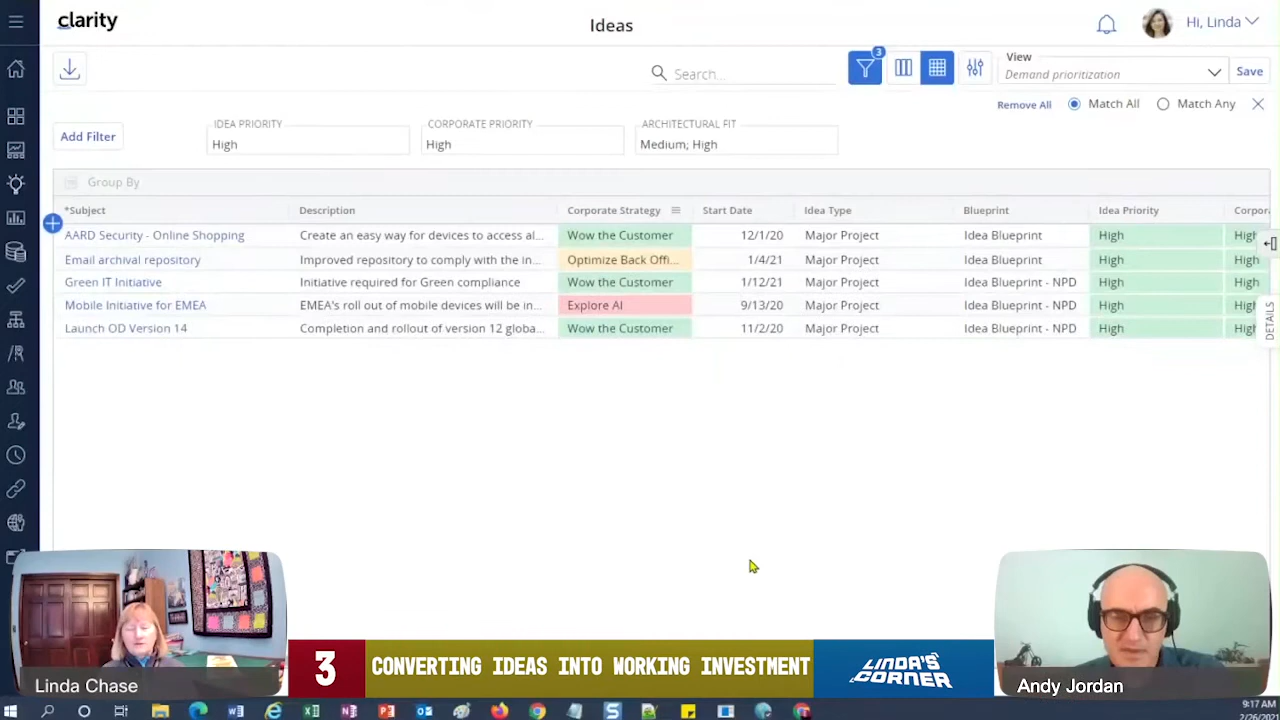 clarity
Ideas
Hi, Linda
Search...
3
View
Demand prioritization
Save
Remove All
Match All
Match Any
Add Filter
IDEA PRIORITY
High
CORPORATE PRIORITY
High
ARCHITECTURAL FIT
Medium; High
Group By
*Subject Description Corporate Strategy Start Date Idea Type Blueprint Idea Priority Corpora
AARD Security - Online Shopping Create an easy way for devices to access al... Wow the Customer 12/1/20 Major Project Idea Blueprint High High
Email archival repository Improved repository to comply with the in... Optimize Back Offi... 1/4/21 Major Project Idea Blueprint High High
Green IT Initiative Initiative required for Green compliance Wow the Customer 1/12/21 Major Project Idea Blueprint - NPD High High
Mobile Initiative for EMEA EMEA's roll out of mobile devices will be in... Explore AI 9/13/20 Major Project Idea Blueprint - NPD High High
Launch OD Version 14 Completion and rollout of version 12 globa... Wow the Customer 11/2/20 Major Project Idea Blueprint - NPD High High
DETAILS
Linda Chase
3
CONVERTING IDEAS INTO WORKING INVESTMENT
LINDA'S
CORNER
Andy Jordan
9:17 AM
2/26/2021